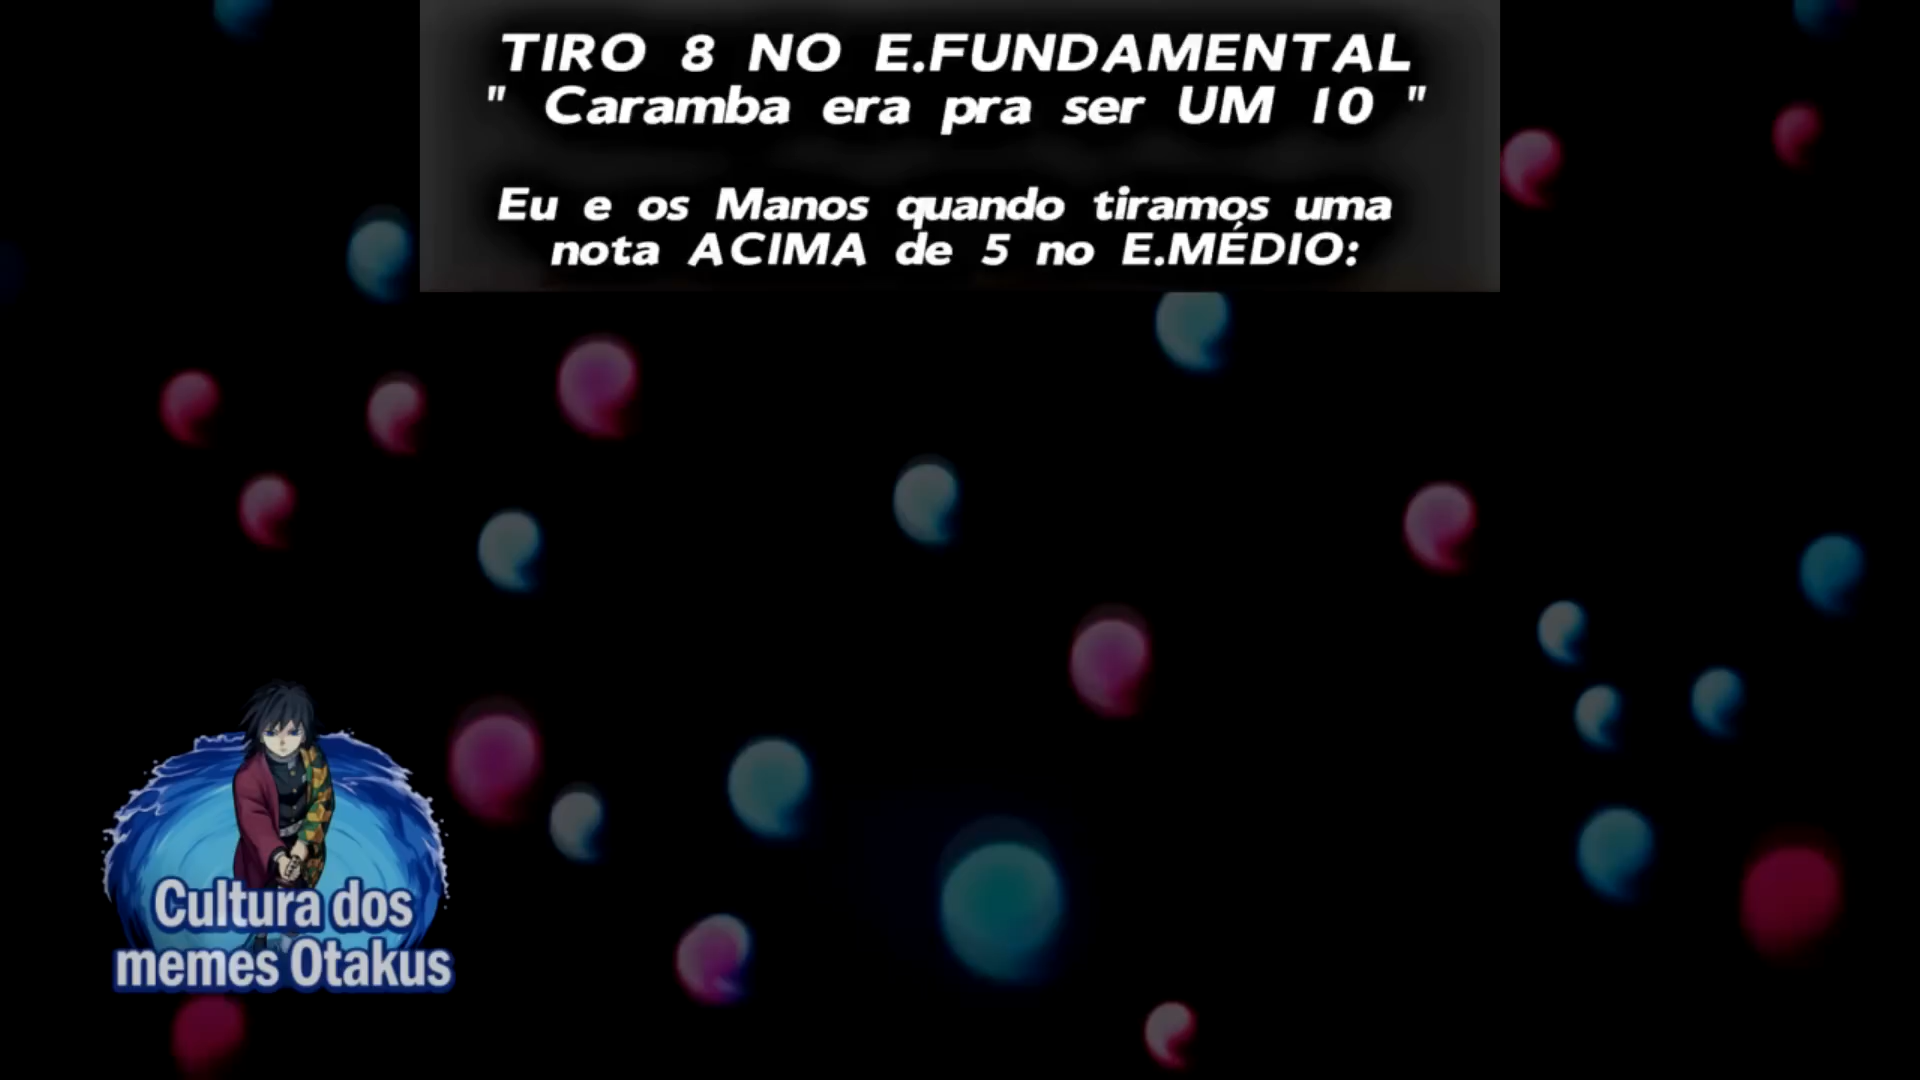 TIRO 8 NO E.FUNDAMENTAL
" Caramba era pra ser UM 10 "
Eu e os Manos quando tiramos uma
nota ACIMA de 5 no E.MÉDIO:
Cultura dos
memes Otakus